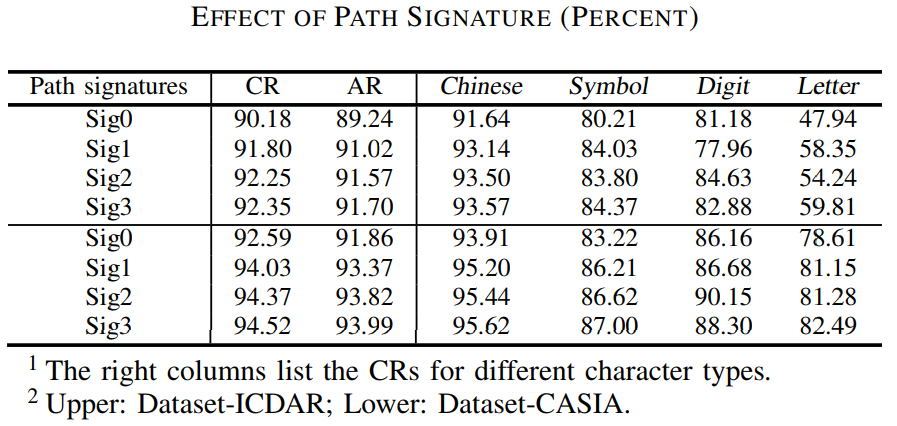 EFFECT OF PATH SIGNATURE (PERCENT)
Path signatures CR AR Chinese Symbol Digit Letter
Sig0 90.18 89.24 91.64 80.21 81.18 47.94
Sig1 91.80 91.02 93.14 84.03 77.96 58.35
Sig2 92.25 91.57 93.50 83.80 84.63 54.24
Sig3 92.35 91.70 93.57 84.37 82.88 59.81
Sig0 92.59 91.86 93.91 83.22 86.16 78.61
Sig1 94.03 93.37 95.20 86.21 86.68 81.15
Sig2 94.37 93.82 95.44 86.62 90.15 81.28
Sig3 94.52 93.99 95.62 87.00 88.30 82.49
1 The right columns list the CRs for different character types.
2 Upper: Dataset-ICDAR; Lower: Dataset-CASIA.